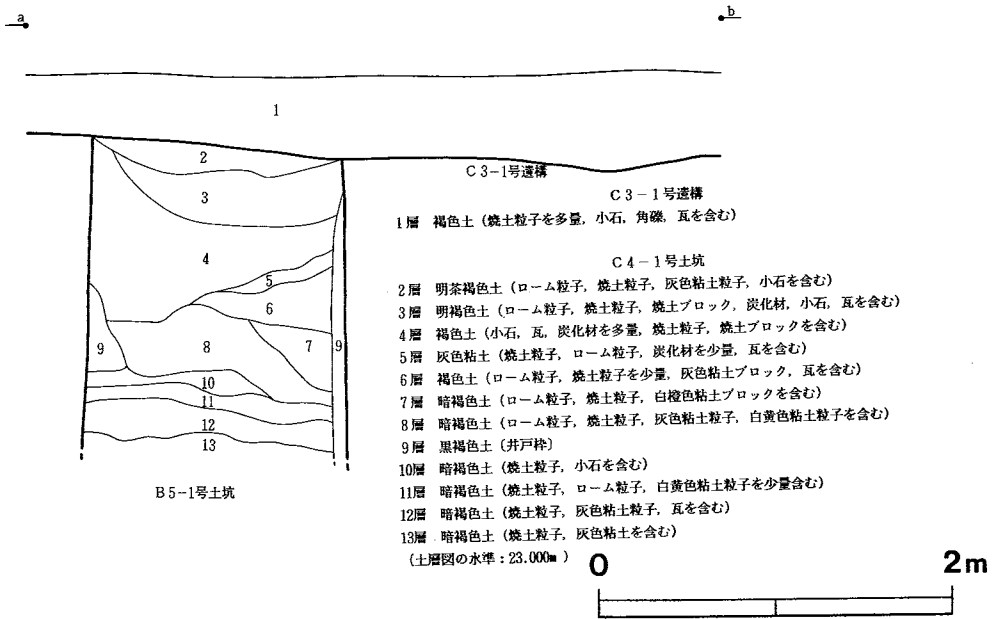 a
b
1
2
3
4
5
6
7
8
9
9
10
11
12
13
C3-1号遺構
B5-1号土坑
C3-1号遺構
1層 褐色土（焼土粒子を多量，小石，角礫，瓦を含む）
C4-1号土坑
2層 明茶褐色土（ローム粒子，焼土粒子，灰色粘土粒子，小石を含む）
3層 明褐色土（ローム粒子，焼土粒子，焼土ブロック，炭化材，小石，瓦を含む）
4層 褐色土（小石，瓦，炭化材を多量，焼土粒子，焼土ブロックを含む）
5層 灰色粘土（焼土粒子，ローム粒子，炭化材を少量，瓦を含む）
6層 褐色土（ローム粒子，焼土粒子を少量，灰色粘土ブロック，瓦を含む）
7層 暗褐色土（ローム粒子，焼土粒子，白橙色粘土ブロックを含む）
8層 暗褐色土（ローム粒子，焼土粒子，灰色粘土粒子，白黄色粘土粒子を含む）
9層 黒褐色土〔井戸枠〕
10層 暗褐色土（焼土粒子，小石を含む）
11層 暗褐色土（焼土粒子，ローム粒子，白黄色粘土粒子を少量含む）
12層 暗褐色土（焼土粒子，灰色粘土粒子，瓦を含む）
13層 暗褐色土（焼土粒子，灰色粘土を含む）
（土層図の水準：23.000m）
0 2m